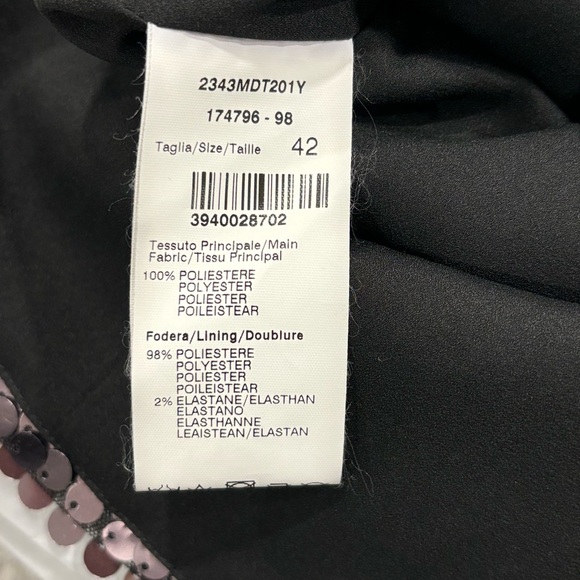 2343MDT201Y
174796 - 98
Taglia/Size/Taille 42
3940028702
Tessuto Principale/Main
Fabric/Tissu Principal
100% POLIESTERE
POLYESTER
POLIESTER
POILEISTEAR
Fodera/Lining/Doublure
98% POLIESTERE
POLYESTER
POLIESTER
POILEISTEAR
2% ELASTANE/ELASTHAN
ELASTANO
ELASTHANNE
LEAISTEAN/ELASTAN